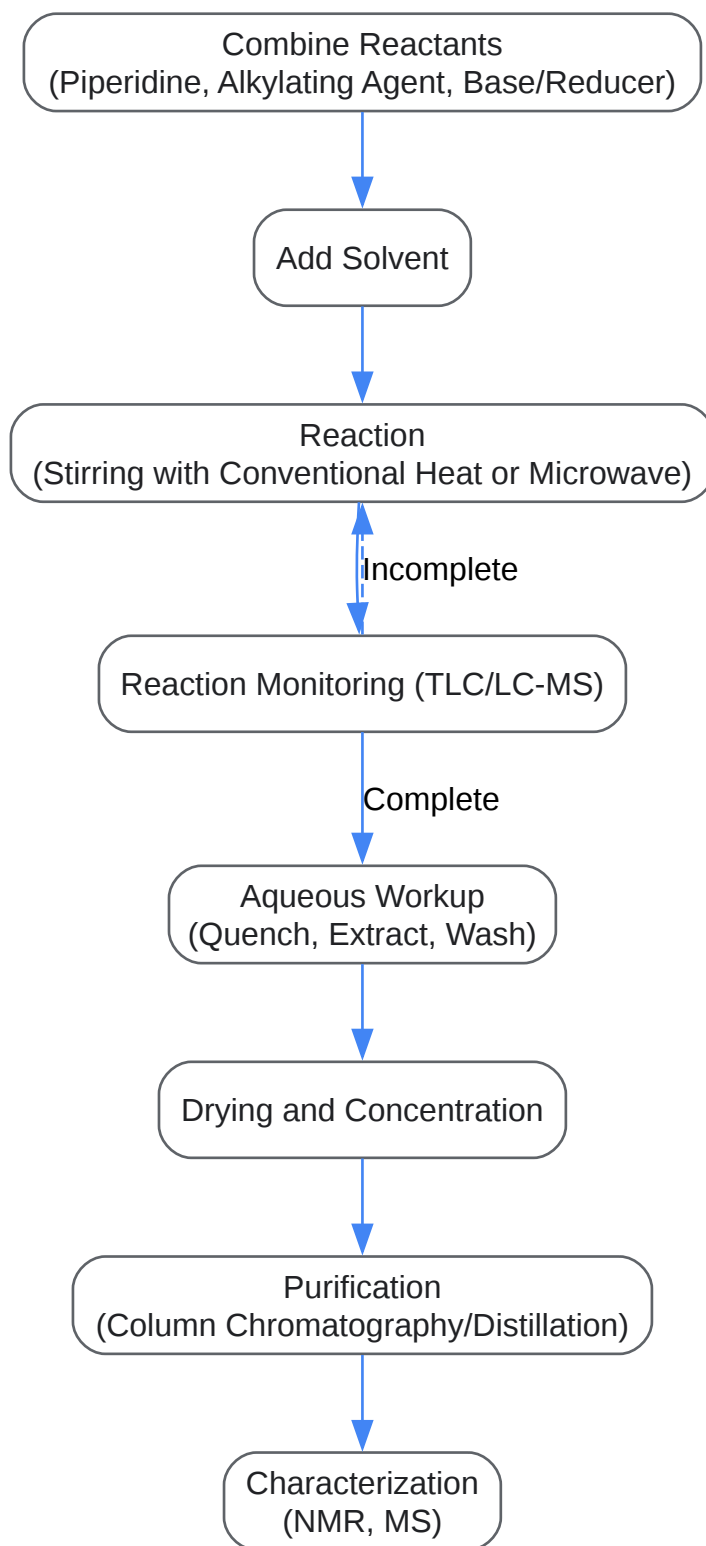 Combine Reactants
(Piperidine, Alkylating Agent, Base/Reducer)
Add Solvent
Reaction
(Stirring with Conventional Heat or Microwave)
Incomplete
Reaction Monitoring (TLC/LC-MS)
Complete
Aqueous Workup
(Quench, Extract, Wash)
Drying and Concentration
Purification
(Column Chromatography/Distillation)
Characterization
(NMR, MS)